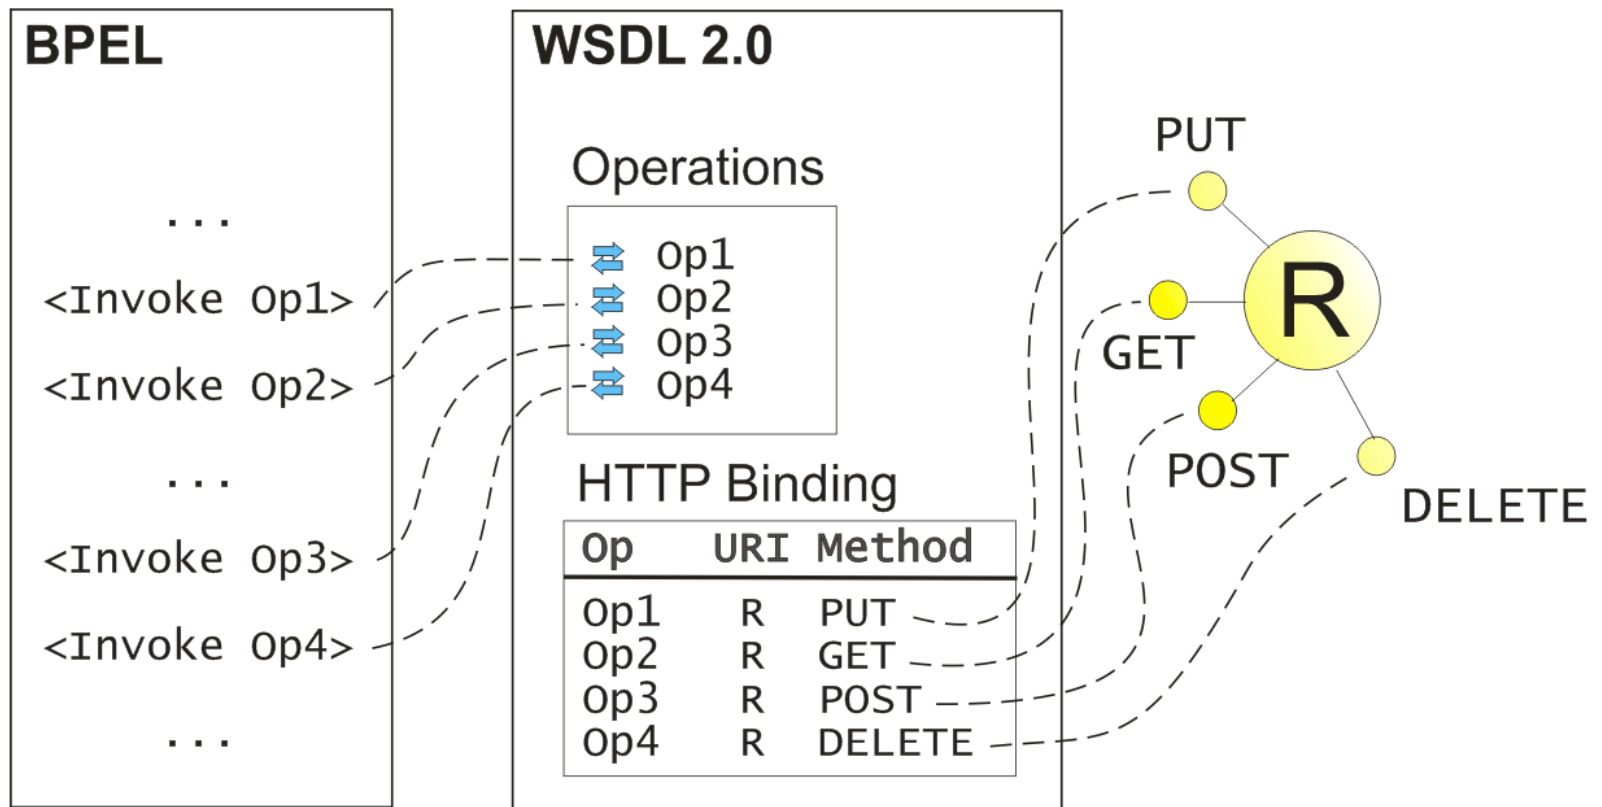 BPEL
...
<Invoke Op1>
<Invoke Op2>
...
<Invoke Op3>
<Invoke Op4>
...
WSDL 2.0
Operations
Op1
Op2
Op3
Op4
HTTP Binding
Op URI Method
Op1 R PUT
Op2 R GET
Op3 R POST
Op4 R DELETE
PUT
R
GET
POST
DELETE